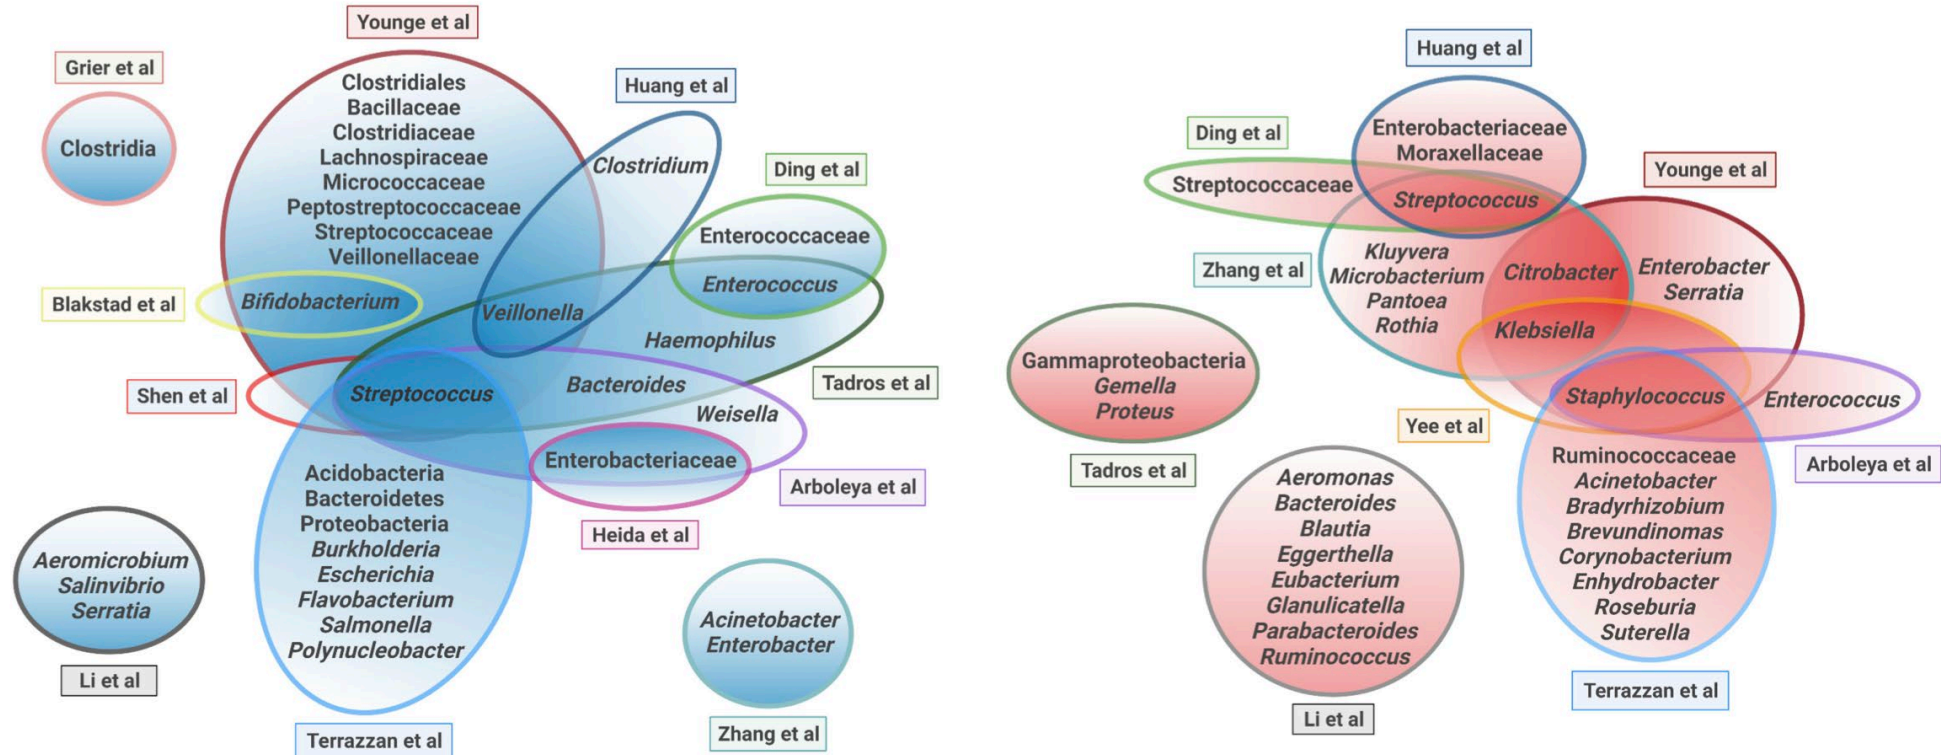 Younge et al
Grier et al
Clostridia
Clostridiales
Bacillaceae
Clostridiaceae
Lachnospiraceae
Micrococcaceae
Peptostreptococcaceae
Streptococcaceae
Veillonellaceae
Huang et al
Clostridium
Ding et al
Enterococcaceae
Enterococcus
Blakstad et al
Bifidobacterium
Veillonella
Haemophilus
Tadros et al
Shen et al
Streptococcus
Bacteroides
Weisella
Enterobacteriaceae
Arboleya et al
Heida et al
Acidobacteria
Bacteroidetes
Proteobacteria
Burkholderia
Escherichia
Flavobacterium
Salmonella
Polynucleobacter
Terrazzan et al
Aeromicrobium
Salinvibrio
Serratia
Li et al
Acinetobacter
Enterobacter
Zhang et al
Huang et al
Enterobacteriaceae
Moraxellaceae
Streptococcus
Ding et al
Streptococcaceae
Younge et al
Zhang et al
Kluyvera
Microbacterium
Pantoea
Rothia
Citrobacter
Enterobacter
Serratia
Klebsiella
Gammaproteobacteria
Gemella
Proteus
Tadros et al
Staphylococcus
Enterococcus
Yee et al
Arboleya et al
Aeromonas
Bacteroides
Blautia
Eggerthella
Eubacterium
Glanulicatella
Parabacteroides
Ruminococcus
Li et al
Ruminococcaceae
Acinetobacter
Bradyrhizobium
Brevundinomas
Corynobacterium
Enhydrobacter
Roseburia
Suterella
Terrazzan et al